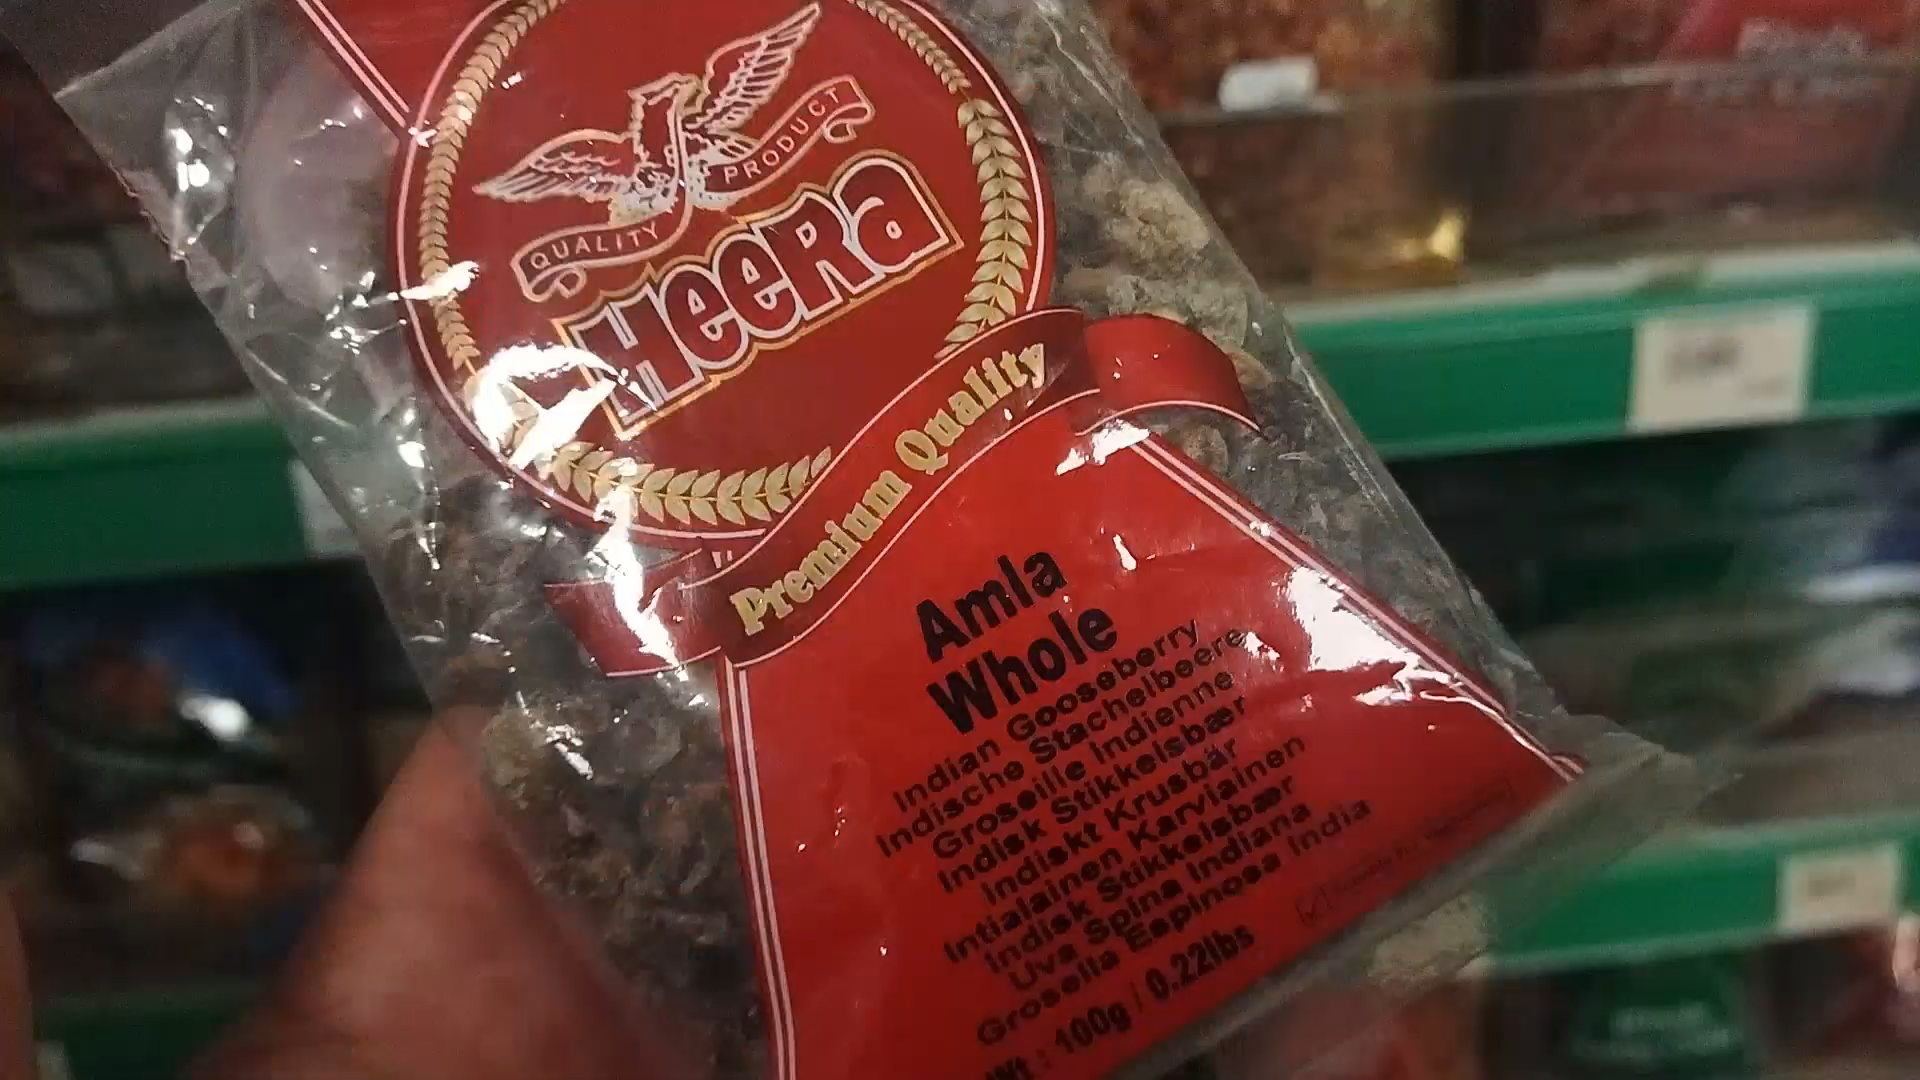 QUALITY PRODUCT
HeeRa
Premium Quality
Amla
Whole
Indian Gooseberry
Indische Stachelbeere
Groseille Indienne
Indisk Stikkelsbær
Indiskt Krusbär
Intialainen Karviainen
Indisk Stikkelsbær
Uva Spina Indiana
Grosella Espinosa India
Wt : 100g / 0.22lbs